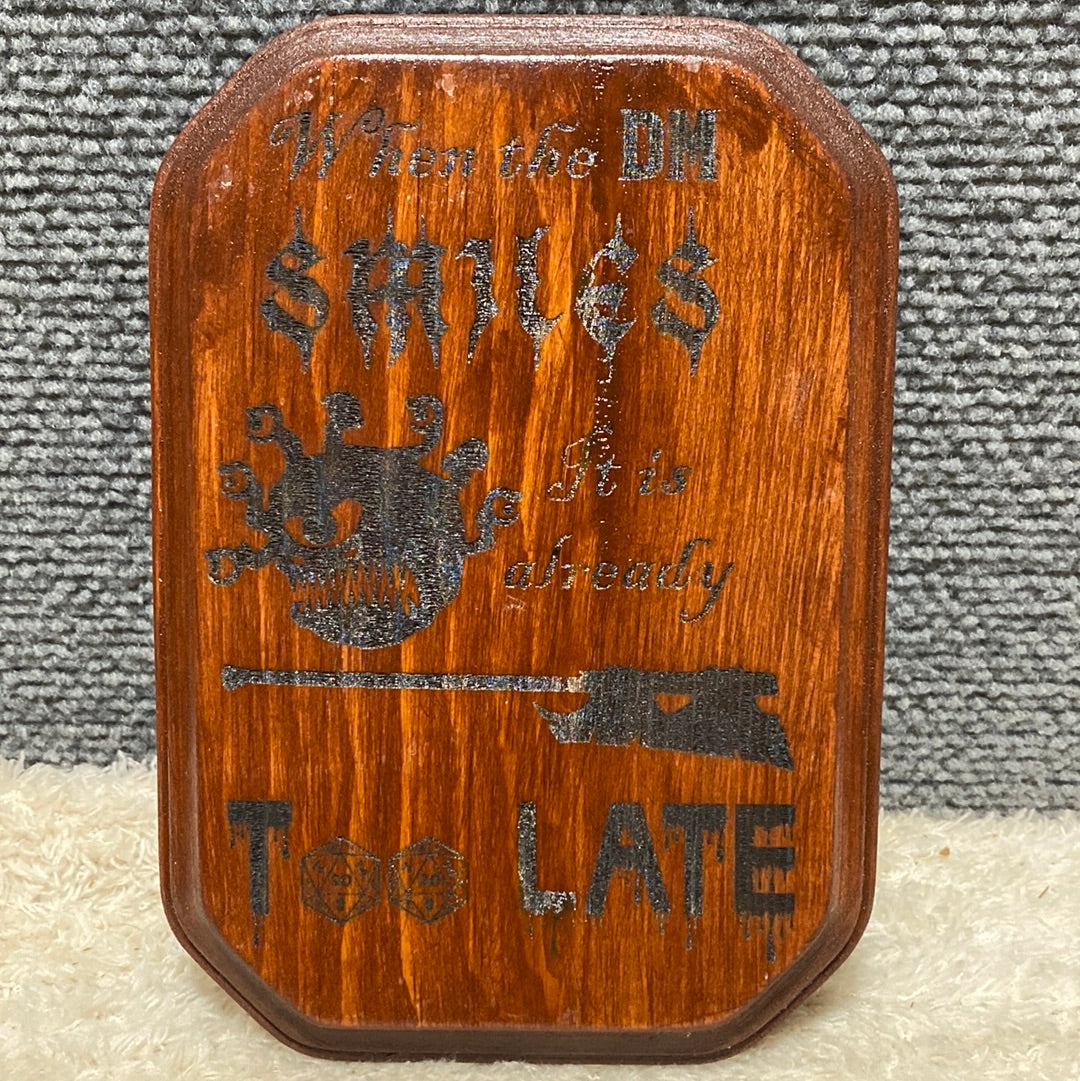 When the DM
SMILES
It is
already
Too LATE